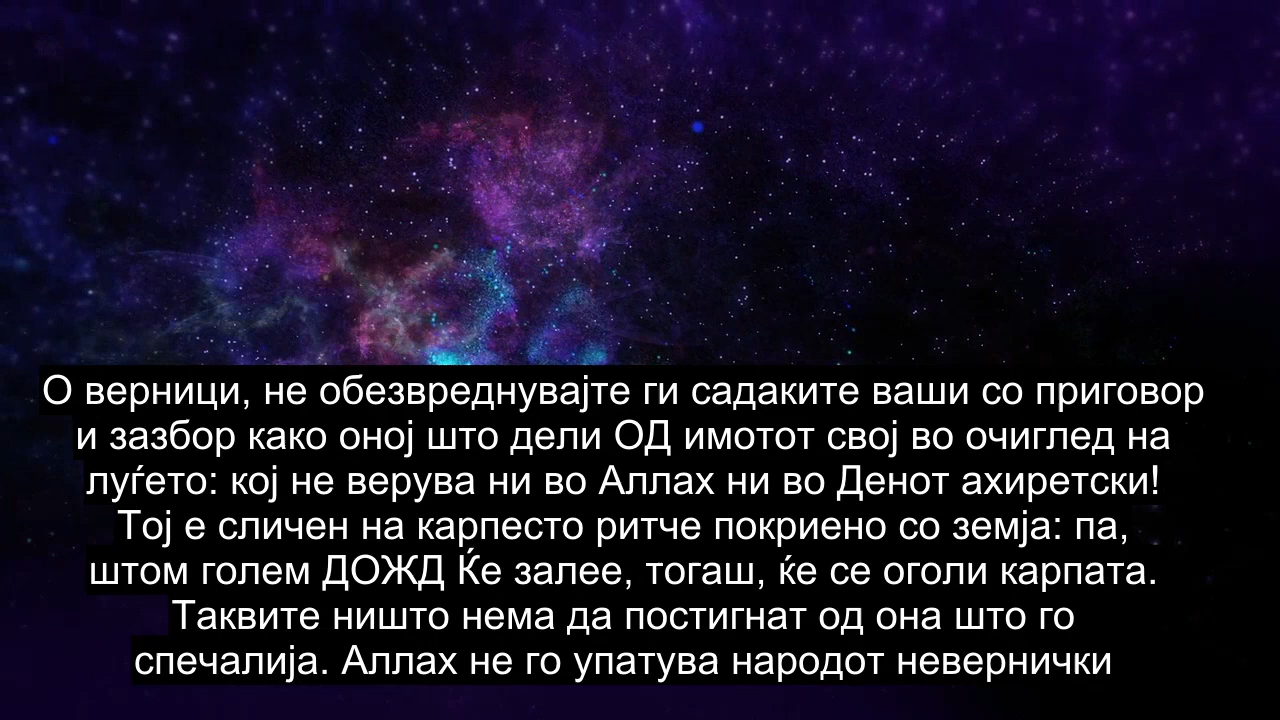 О верници, не обезвреднувајте ги садаките ваши со приговор
и зазбор како оној што дели ОД имотот свој во очиглед на
луѓето: кој не верува ни во Аллах ни во Денот ахиретски!
Тој е сличен на карпесто ритче покриено со земја: па,
штом голем ДОЖД Ќе залее, тогаш, ќе се оголи карпата.
Таквите ништо нема да постигнат од она што го
спечалија. Аллах не го упатува народот невернички